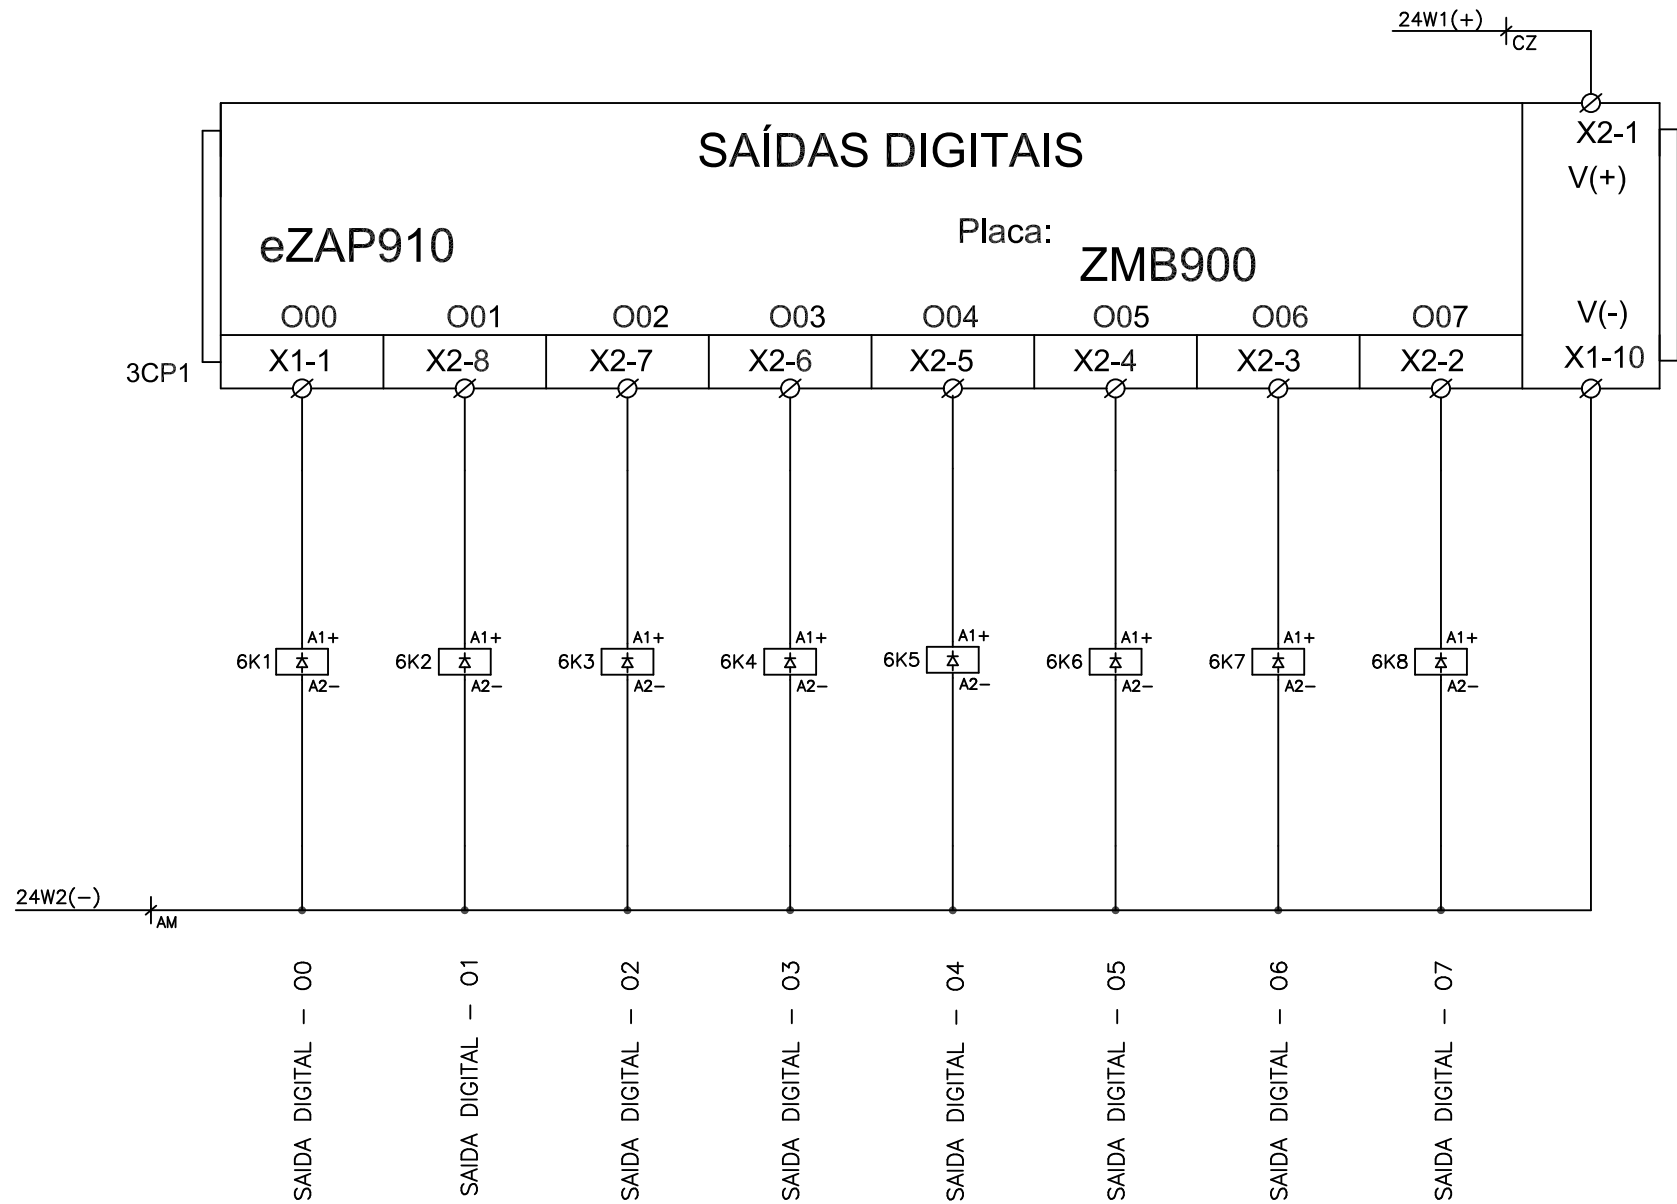 24W1(+)
CZ
SAÍDAS DIGITAIS
X2-1
V(+)
eZAP910
Placa:
ZMB900
O00 O01 O02 O03 O04 O05 O06 O07
V(-)
3CP1
X1-1 X2-8 X2-7 X2-6 X2-5 X2-4 X2-3 X2-2
X1-10
A1+ A1+ A1+ A1+ A1+ A1+ A1+ A1+
6K1 6K2 6K3 6K4 6K5 6K6 6K7 6K8
A2- A2- A2- A2- A2- A2- A2- A2-
24W2(-)
AM
SAIDA DIGITAL - O0
SAIDA DIGITAL - O1
SAIDA DIGITAL - O2
SAIDA DIGITAL - O3
SAIDA DIGITAL - O4
SAIDA DIGITAL - O5
SAIDA DIGITAL - O6
SAIDA DIGITAL - O7